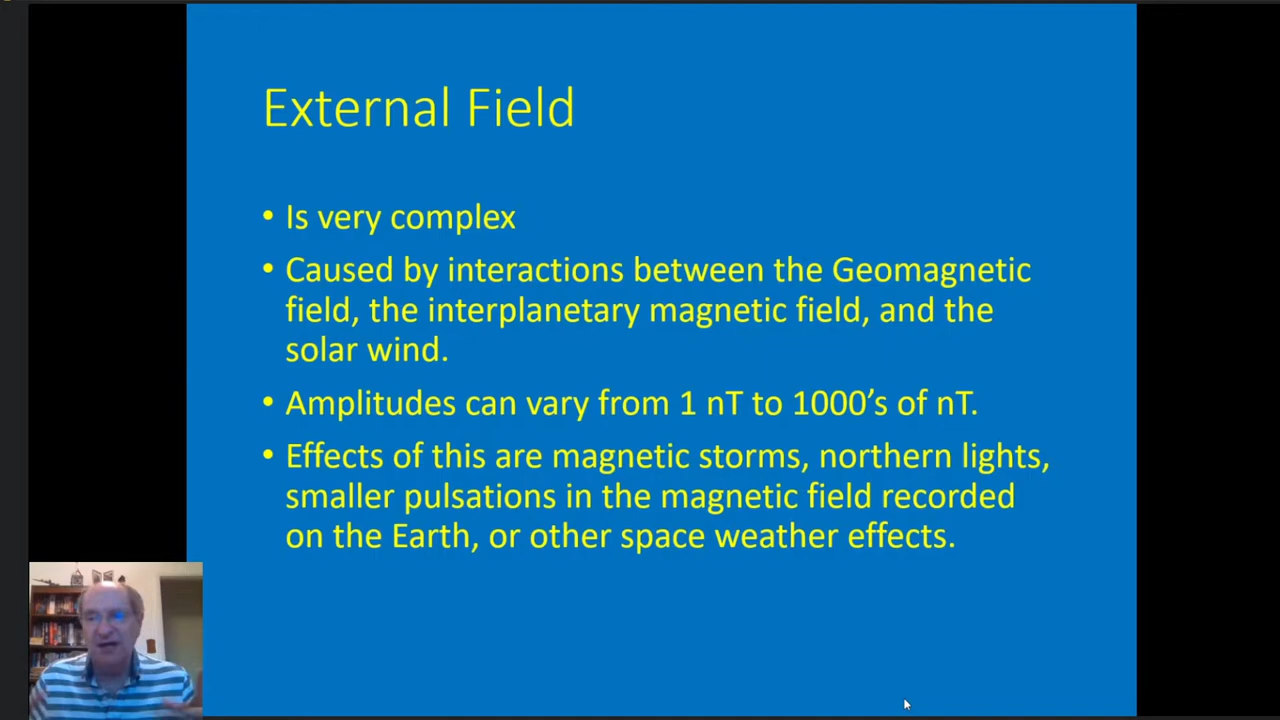 External Field
• Is very complex
• Caused by interactions between the Geomagnetic
field, the interplanetary magnetic field, and the
solar wind.
• Amplitudes can vary from 1 nT to 1000’s of nT.
• Effects of this are magnetic storms, northern lights,
smaller pulsations in the magnetic field recorded
on the Earth, or other space weather effects.